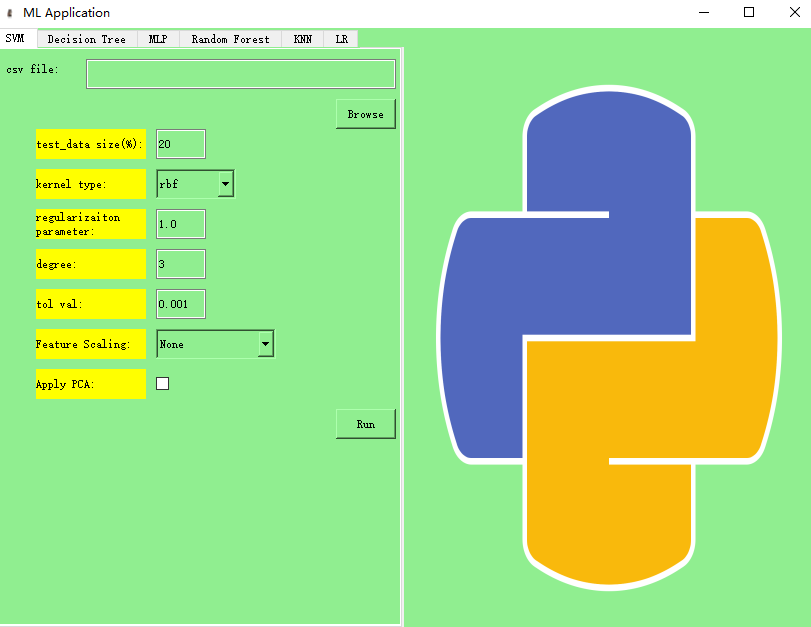 ML Application
SVM Decision Tree MLP Random Forest KNN LR
csv file:
Browse
test_data size(%): 20
kernel type: rbf
regularizaiton
parameter: 1.0
degree: 3
tol val: 0.001
Feature Scaling: None
Apply PCA:
Run